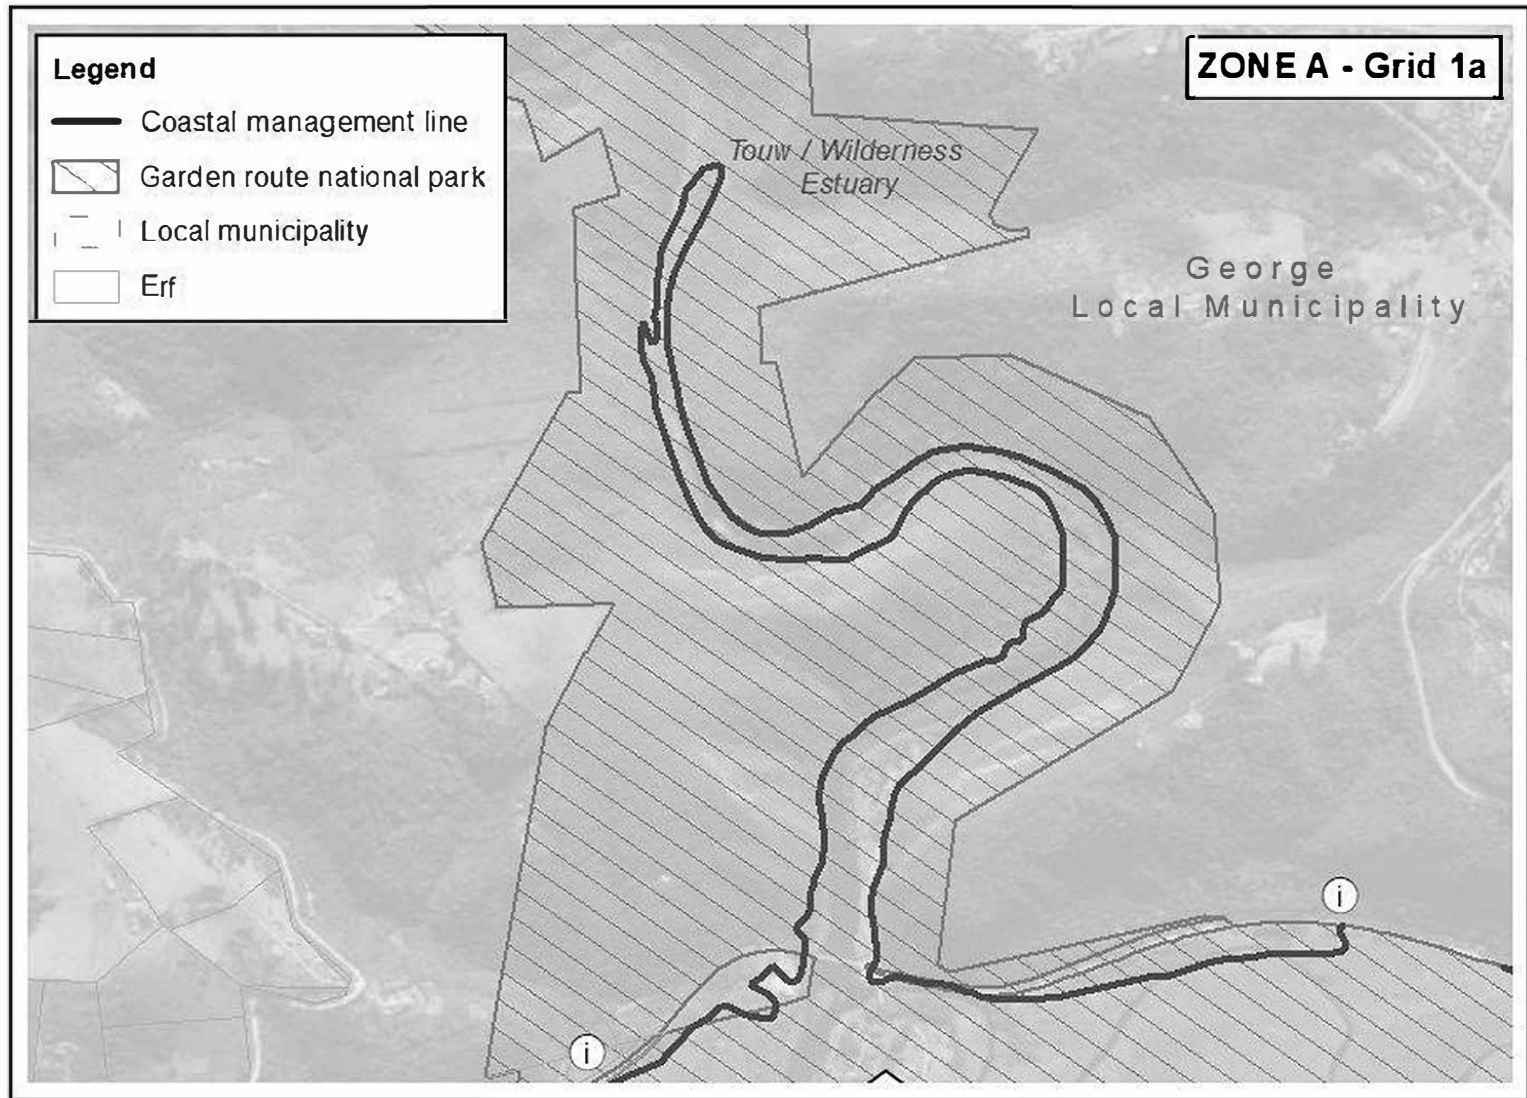 Legend
Coastal management line
Garden route national park
Local municipality
Erf
ZONE A - Grid 1a
Touw / Wilderness
Estuary
George
Local Municipality
i
i